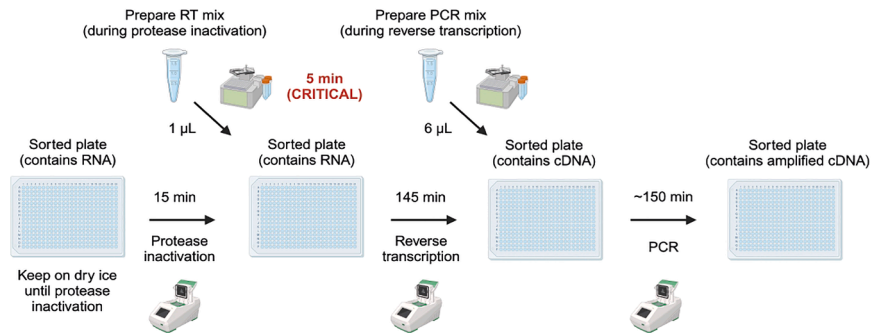 Prepare RT mix
(during protease inactivation)
Prepare PCR mix
(during reverse transcription)
5 min
(CRITICAL)
1 µL
6 µL
Sorted plate
(contains RNA)
Sorted plate
(contains RNA)
Sorted plate
(contains cDNA)
Sorted plate
(contains amplified cDNA)
15 min
Protease
inactivation
145 min
Reverse
transcription
~150 min
PCR
Keep on dry ice
until protease
inactivation